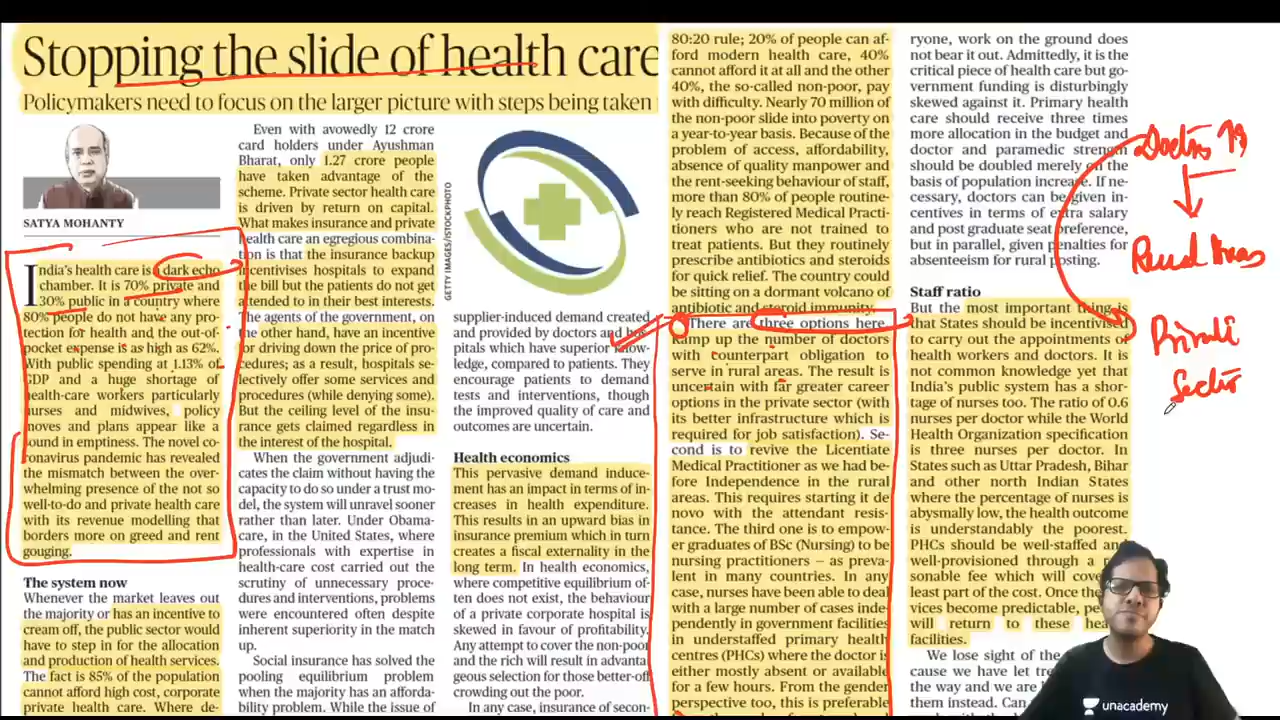 Stopping the slide of health care
Policymakers need to focus on the larger picture with steps being taken
SATYA MOHANTY
India's health care is a dark echo
chamber. It is 70% private and
30% public in a country where
80% people do not have any pro-
tection for health and the out-of-
pocket expense is as high as 62%.
With public spending at 1.13% of
GDP and a huge shortage of
health-care workers particularly
nurses and midwives, policy
moves and plans appear like a
sound in emptiness. The novel co-
ronavirus pandemic has revealed
the mismatch between the over-
whelming presence of the not so
well-to-do and private health care
with its revenue modelling that
borders more on greed and rent
gouging.
The system now
Whenever the market leaves out
the majority or has an incentive to
cream off, the public sector would
have to step in for the allocation
and production of health services.
The fact is 85% of the population
cannot afford high cost, corporate
private health care. Where de-
Even with avowedly 12 crore
card holders under Ayushman
Bharat, only 1.27 crore people
have taken advantage of the
scheme. Private sector health care
is driven by return on capital.
What makes insurance and private
health care an egregious combina-
tion is that the insurance backup
incentivises hospitals to expand
the bill but the patients do not get
attended to in their best interests.
The agents of the government, on
the other hand, have an incentive
for driving down the price of pro-
cedures; as a result, hospitals se-
lectively offer some services and
procedures (while denying some).
But the ceiling level of the insu-
rance gets claimed regardless in
the interest of the hospital.
When the government adjudi-
cates the claim without having the
capacity to do so under a trust mo-
del, the system will unravel sooner
rather than later. Under Obama-
care, in the United States, where
professionals with expertise in
health-care cost carried out the
scrutiny of unnecessary proce-
dures and interventions, problems
were encountered often despite
inherent superiority in the match
up.
Social insurance has solved the
pooling equilibrium problem
when the majority has an afforda-
bility problem. While the issue of
GETTY IMAGES/ISTOCKPHOTO
supplier-induced demand created
and provided by doctors and hos-
pitals which have superior know-
ledge, compared to patients. They
encourage patients to demand
tests and interventions, though
the improved quality of care and
outcomes are uncertain.
Health economics
This pervasive demand induce-
ment has an impact in terms of in-
creases in health expenditure.
This results in an upward bias in
insurance premium which in turn
creates a fiscal externality in the
long term. In health economics,
where competitive equilibrium of-
ten does not exist, the behaviour
of a private corporate hospital is
skewed in favour of profitability.
Any attempt to cover the non-poor
and the rich will result in advanta-
geous selection for those better-off
crowding out the poor.
In any case, insurance of secon-
80:20 rule; 20% of people can af-
ford modern health care, 40%
cannot afford it at all and the other
40%, the so-called non-poor, pay
with difficulty. Nearly 70 million of
the non-poor slide into poverty on
a year-to-year basis. Because of the
problem of access, affordability,
absence of quality manpower and
the rent-seeking behaviour of staff,
more than 80% of people routine-
ly reach Registered Medical Practi-
tioners who are not trained to
treat patients. But they routinely
prescribe antibiotics and steroids
for quick relief. The country could
be sitting on a dormant volcano of
antibiotic and steroid immunity.
There are three options here.
Ramp up the number of doctors
with counterpart obligation to
serve in rural areas. The result is
uncertain with far greater career
options in the private sector (with
its better infrastructure which is
required for job satisfaction). Se-
cond is to revive the Licentiate
Medical Practitioner as we had be-
fore Independence in the rural
areas. This requires starting it de
novo with the attendant resis-
tance. The third one is to empow-
er graduates of BSc (Nursing) to be
nursing practitioners – as preva-
lent in many countries. In any
case, nurses have been able to deal
with a large number of cases inde-
pendently in government facilities
in understaffed primary health
centres (PHCs) where the doctor is
either mostly absent or available
for a few hours. From the gender
perspective too, this is preferable
ryone, work on the ground does
not bear it out. Admittedly, it is the
critical piece of health care but go-
vernment funding is disturbingly
skewed against it. Primary health
care should receive three times
more allocation in the budget and
doctor and paramedic strength
should be doubled merely on the
basis of population increase. If ne-
cessary, doctors can be given in-
centives in terms of extra salary
and post graduate seat preference,
but in parallel, given penalties for
absenteeism for rural posting.
Staff ratio
But the most important thing is
that States should be incentivised
to carry out the appointments of
health workers and doctors. It is
not common knowledge yet that
India's public system has a shor-
tage of nurses too. The ratio of 0.6
nurses per doctor while the World
Health Organization specification
is three nurses per doctor. In
States such as Uttar Pradesh, Bihar
and other north Indian States
where the percentage of nurses is
abysmally low, the health outcome
is understandably the poorest.
PHCs should be well-staffed and
well-provisioned through a
sonable fee which will cove
least part of the cost. Once the
vices become predictable, pe
will return to these hea
facilities.
We lose sight of the
cause we have let tre
the way and we are
them instead. Can
Doctors
Rural Areas
Private
Sector
unacademy